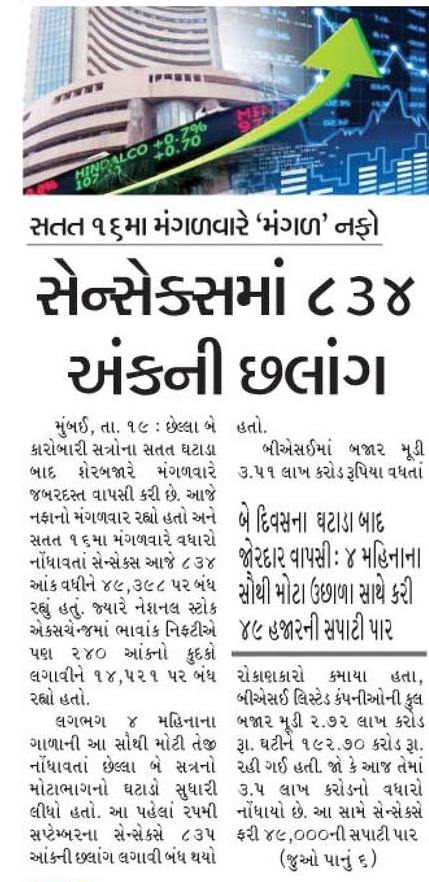 HINDALCO +0.7%
107 +0.70
સતત ૧૬મા મંગળવારે ‘મંગળ’ નફો
સેન્સેક્સમાં ૮૩૪
અંકની છલાંગ
મુંબઈ, તા. ૧૯ : છેલ્લા બે
કારોબારી સત્રોના સતત ઘટાડા
બાદ શેરબજારે મંગળવારે
જબરદસ્ત વાપસી કરી છે. આજે
નફાનો મંગળવાર રહ્યો હતો અને
સતત ૧૬મા મંગળવારે વધારો
નોંધાવતાં સેન્સેક્સ આજે ૮૩૪
આંક વધીને ૪૯,૩૯૮ પર બંધ
રહ્યું હતું. જ્યારે નેશનલ સ્ટોક
એક્સચેન્જમાં ભાવાંક નિફ્ટીએ
પણ ૨૪૦ આંકનો કુદકો
લગાવીને ૧૪,૫૨૧ પર બંધ
રહ્યો હતો.
લગભગ ૪ મહિનાના
ગાળાની આ સૌથી મોટી તેજી
નોંધાવતાં છેલ્લા બે સત્રનો
મોટાભાગનો ઘટાડો સુધારી
લીધો હતો. આ પહેલાં ૨૫મી
સપ્ટેમ્બરના સેન્સેક્સે ૮૩૫
આંકની છલાંગ લગાવી બંધ થયો
હતો.
બીએસઈમાં બજાર મૂડી
૩.૫૧ લાખ કરોડ રૂપિયા વધતાં
બે દિવસના ઘટાડા બાદ
જોરદાર વાપસી : ૪ મહિનાના
સૌથી મોટા ઉછાળા સાથે કરી
૪૯ હજારની સપાટી પાર
રોકાણકારો કમાયા હતા,
બીએસઈ લિસ્ટેડ કંપનીઓની કુલ
બજાર મૂડી ૨.૭૨ લાખ કરોડ
રૂા. ઘટીને ૧૯૨.૭૦ કરોડ રૂા.
રહી ગઈ હતી. જો કે આજ તેમાં
૩.૫ લાખ કરોડનો વધારો
નોંધાયો છે. આ સામે સેન્સેક્સે
ફરી ૪૯,૦૦૦ની સપાટી પાર
(જુઓ પાનું ૬)